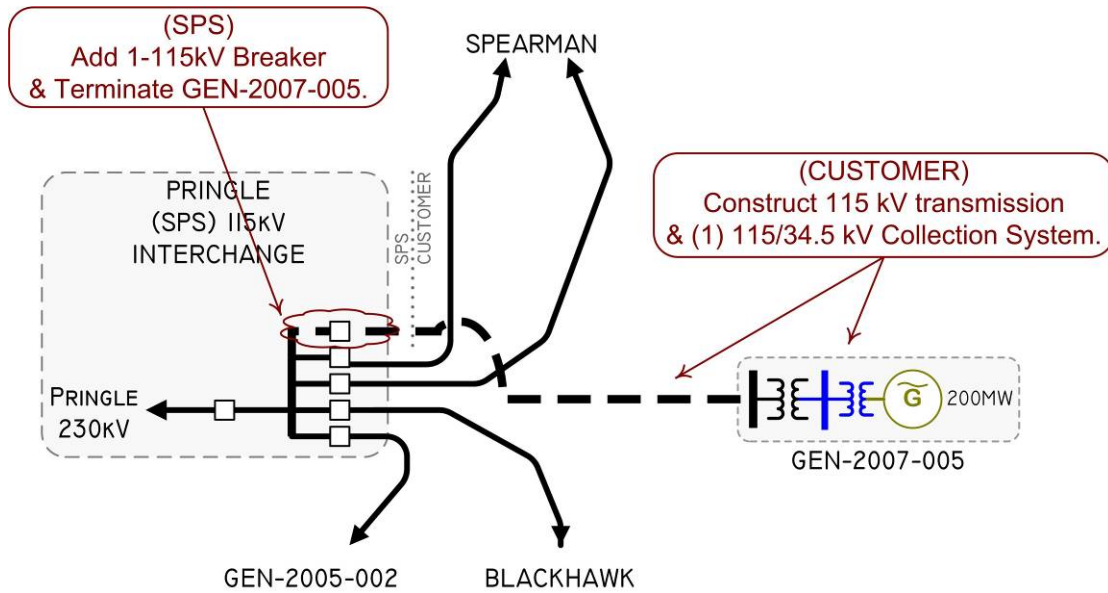 (SPS)
Add 1-115kV Breaker
& Terminate GEN-2007-005.
SPEARMAN
(CUSTOMER)
Construct 115 kV transmission
& (1) 115/34.5 kV Collection System.
PRINGLE
(SPS) 115KV
INTERCHANGE
SPS
CUSTOMER
PRINGLE
230KV
G
200MW
GEN-2007-005
GEN-2005-002
BLACKHAWK